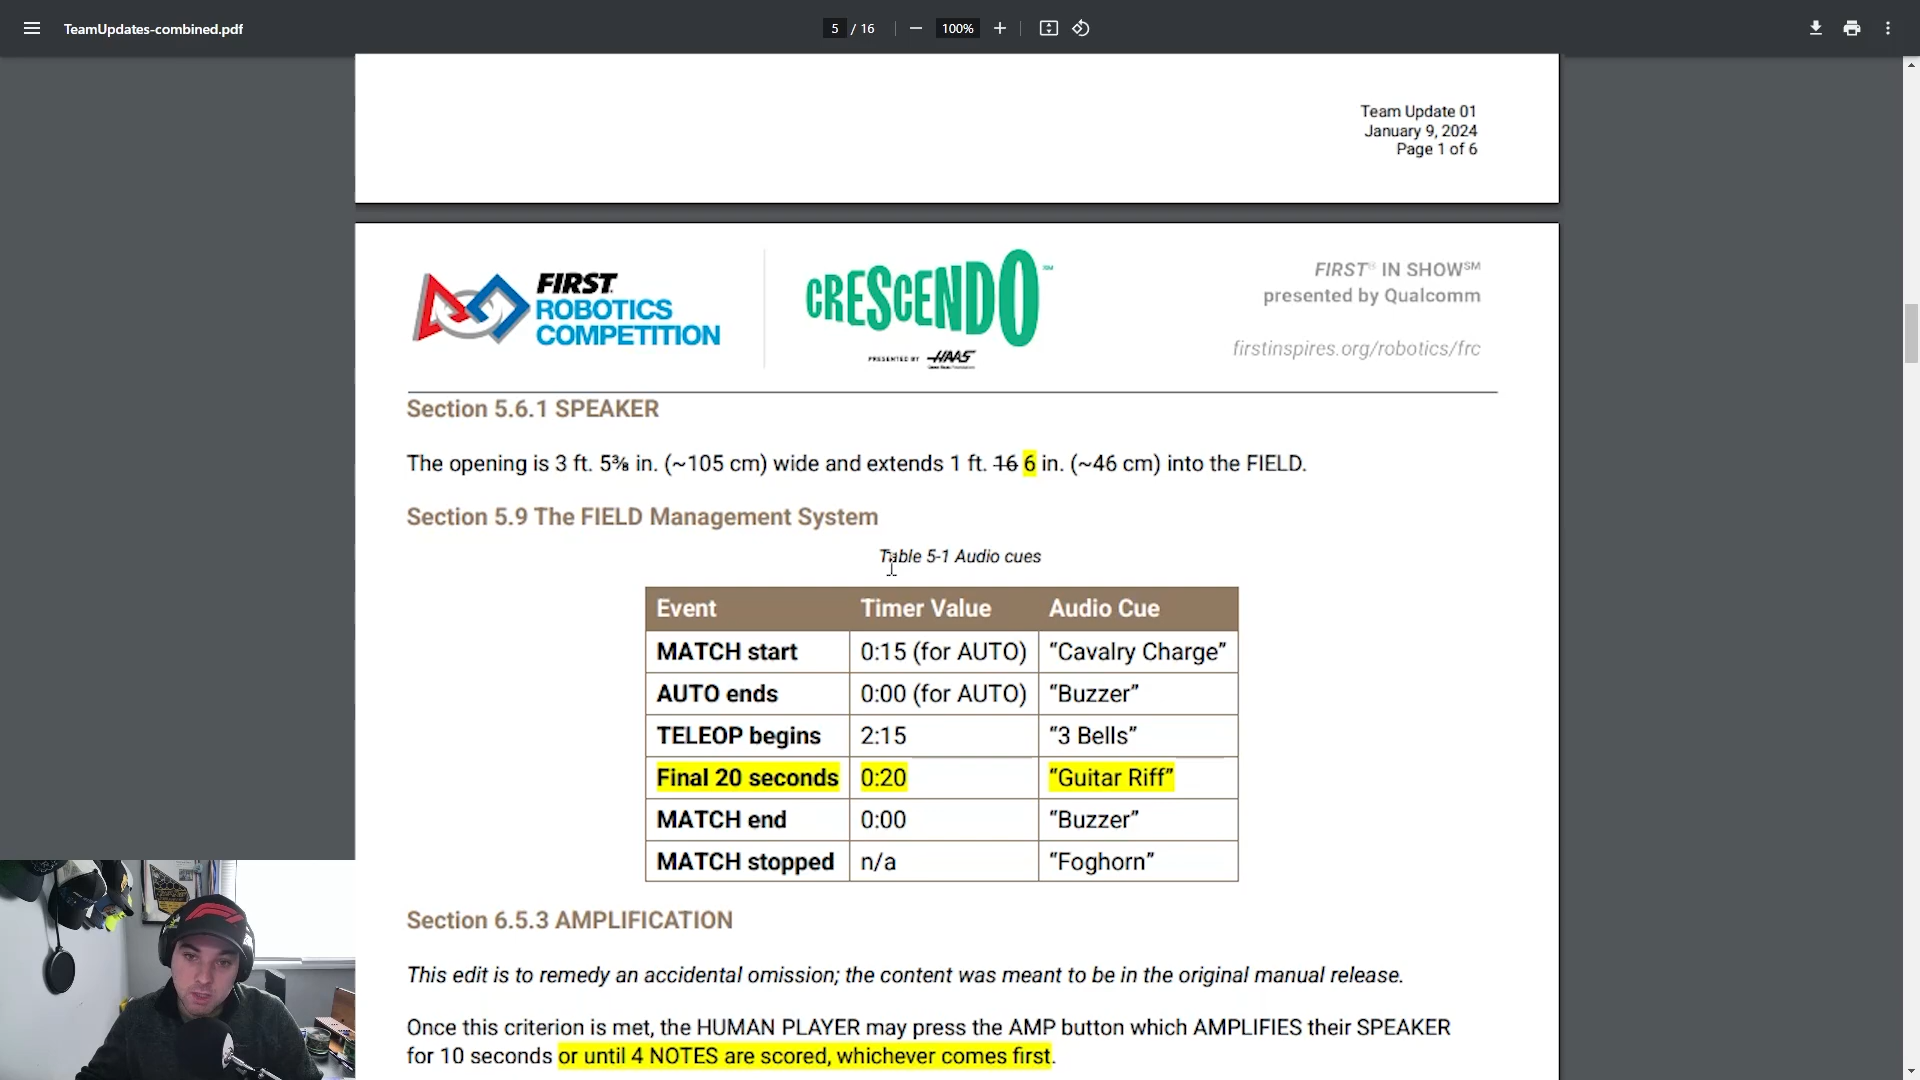 TeamUpdates-combined.pdf
5 / 16
100%
Team Update 01
January 9, 2024
Page 1 of 6
FIRST
ROBOTICS
COMPETITION
CRESCENDO℠
PRESENTED BY HAAS
FIRST® IN SHOW℠
presented by Qualcomm
firstinspires.org/robotics/frc
Section 5.6.1 SPEAKER
The opening is 3 ft. 5⅜ in. (~105 cm) wide and extends 1 ft. 16 6 in. (~46 cm) into the FIELD.
Section 5.9 The FIELD Management System
Table 5-1 Audio cues
Event Timer Value Audio Cue
MATCH start 0:15 (for AUTO) “Cavalry Charge”
AUTO ends 0:00 (for AUTO) “Buzzer”
TELEOP begins 2:15 “3 Bells”
Final 20 seconds 0:20 “Guitar Riff”
MATCH end 0:00 “Buzzer”
MATCH stopped n/a “Foghorn”
Section 6.5.3 AMPLIFICATION
This edit is to remedy an accidental omission; the content was meant to be in the original manual release.
Once this criterion is met, the HUMAN PLAYER may press the AMP button which AMPLIFIES their SPEAKER
for 10 seconds or until 4 NOTES are scored, whichever comes first.